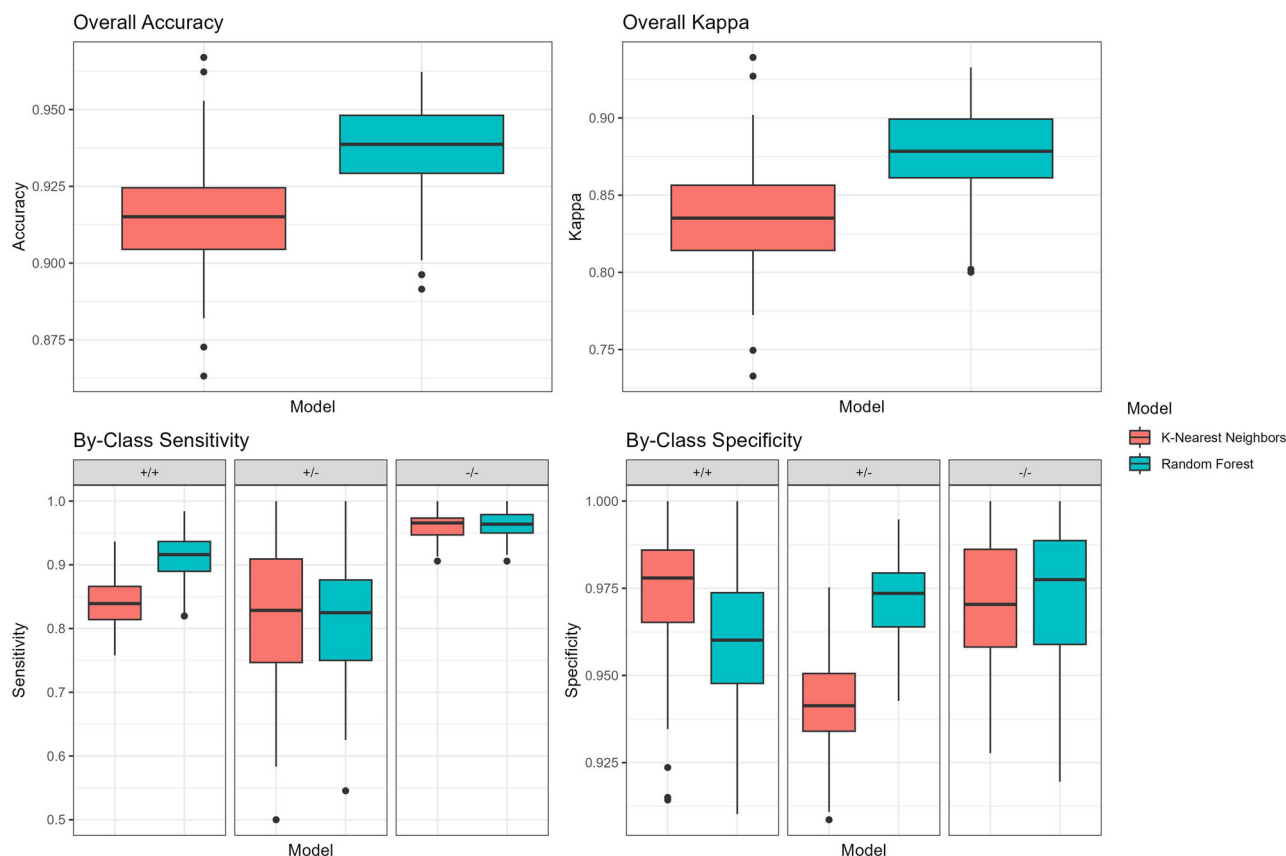 Overall Accuracy
Accuracy
0.950
0.925
0.900
0.875
Model
Overall Kappa
Kappa
0.90
0.85
0.80
0.75
Model
By-Class Sensitivity
+/+ +/- -/-
Sensitivity
1.0
0.9
0.8
0.7
0.6
0.5
Model
By-Class Specificity
+/+ +/- -/-
Specificity
1.000
0.975
0.950
0.925
Model
Model
K-Nearest Neighbors
Random Forest